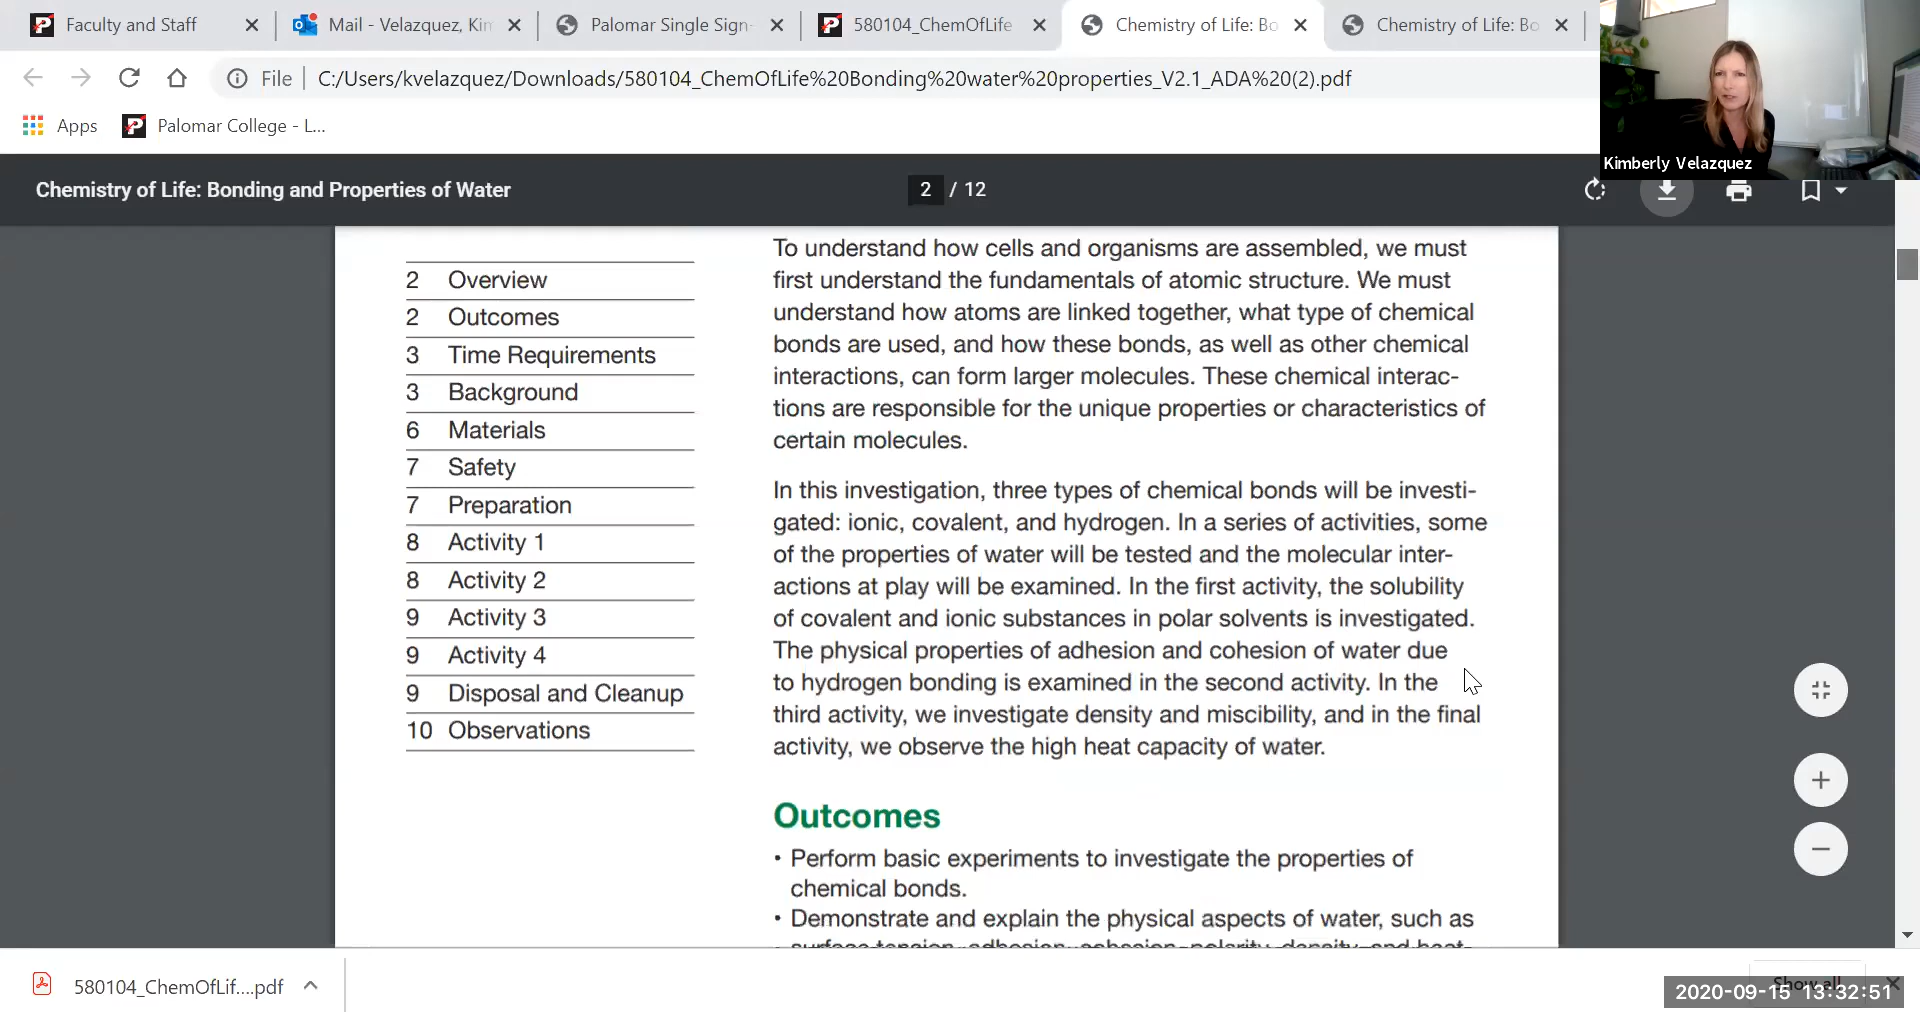 Faculty and Staff
Mail - Velazquez, Kin
Palomar Single Sign-
580104_ChemOfLife
Chemistry of Life: Bo
Chemistry of Life: Bo
File
C:/Users/kvelazquez/Downloads/580104_ChemOfLife%20Bonding%20water%20properties_V2.1_ADA%20(2).pdf
Apps
Palomar College - L...
Kimberly Velazquez
Chemistry of Life: Bonding and Properties of Water
2 / 12
2 Overview
2 Outcomes
3 Time Requirements
3 Background
6 Materials
7 Safety
7 Preparation
8 Activity 1
8 Activity 2
9 Activity 3
9 Activity 4
9 Disposal and Cleanup
10 Observations
To understand how cells and organisms are assembled, we must
first understand the fundamentals of atomic structure. We must
understand how atoms are linked together, what type of chemical
bonds are used, and how these bonds, as well as other chemical
interactions, can form larger molecules. These chemical interac-
tions are responsible for the unique properties or characteristics of
certain molecules.
In this investigation, three types of chemical bonds will be investi-
gated: ionic, covalent, and hydrogen. In a series of activities, some
of the properties of water will be tested and the molecular inter-
actions at play will be examined. In the first activity, the solubility
of covalent and ionic substances in polar solvents is investigated.
The physical properties of adhesion and cohesion of water due
to hydrogen bonding is examined in the second activity. In the
third activity, we investigate density and miscibility, and in the final
activity, we observe the high heat capacity of water.
Outcomes
• Perform basic experiments to investigate the properties of
chemical bonds.
• Demonstrate and explain the physical aspects of water, such as
surface tension, adhesion, cohesion, polarity, density, and heat
580104_ChemOfLif....pdf
Show all
2020-09-15 13:32:51